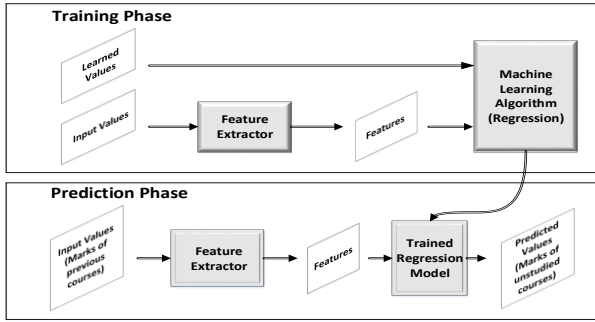 Training Phase
Learned
Values
Input Values
Feature
Extractor
Features
Machine
Learning
Algorithm
(Regression)
Prediction Phase
Input Values
(Marks of
previous
courses)
Feature
Extractor
Features
Trained
Regression
Model
Predicted
Values
(Marks of
unstudied
courses)